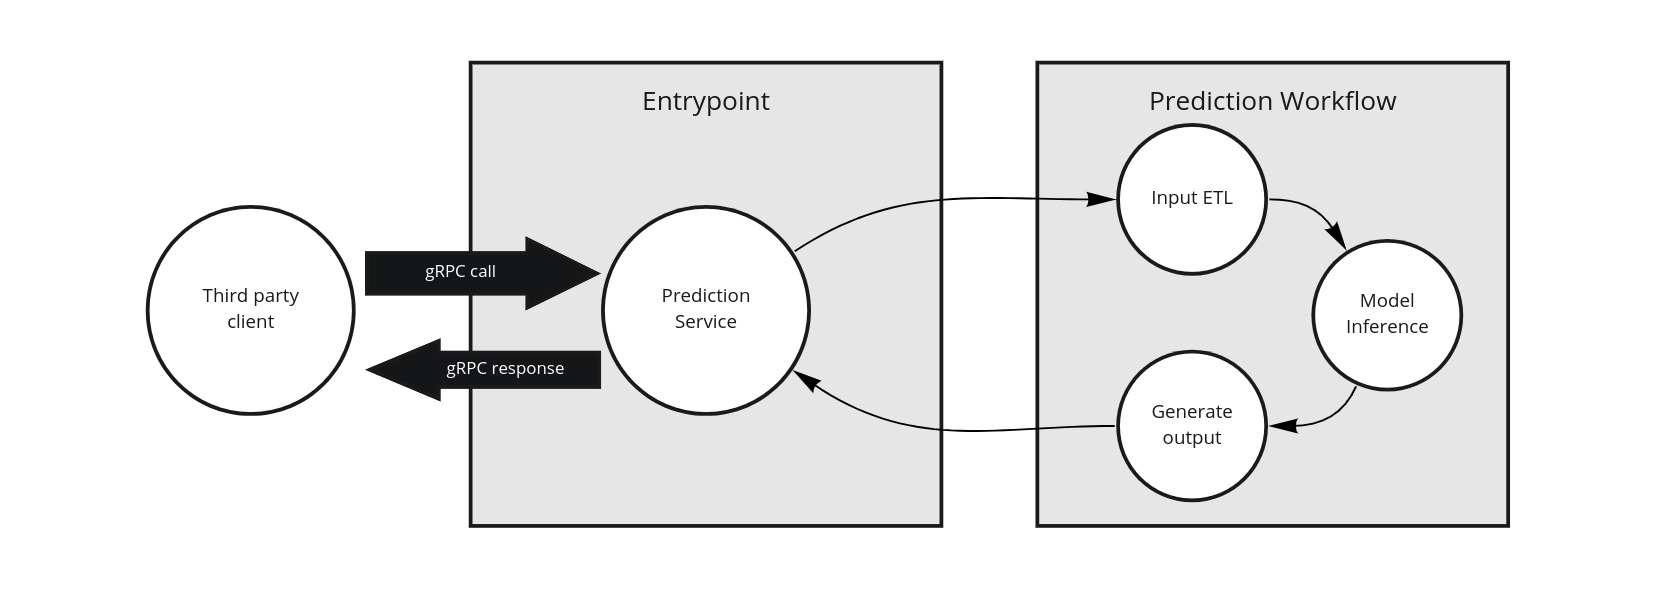 Entrypoint
Prediction Workflow
Third party
client
gRPC call
gRPC response
Prediction
Service
Input ETL
Model
Inference
Generate
output